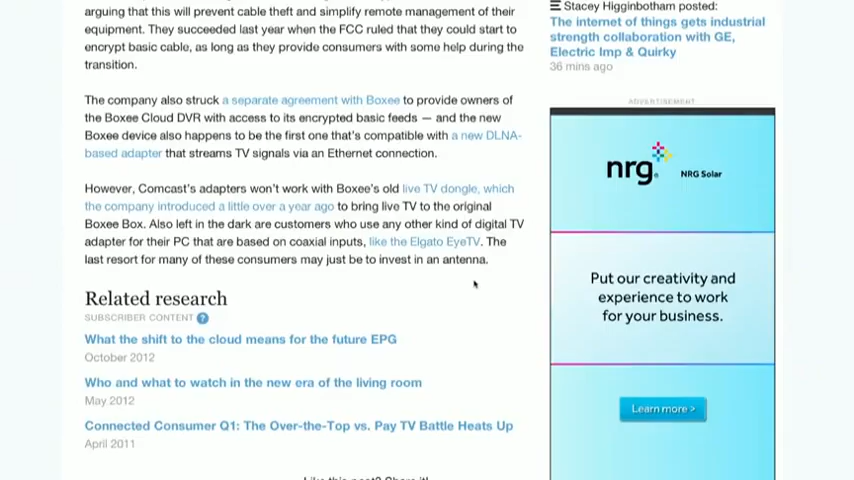 arguing that this will prevent cable theft and simplify remote management of their
equipment. They succeeded last year when the FCC ruled that they could start to
encrypt basic cable, as long as they provide consumers with some help during the
transition.
The company also struck a separate agreement with Boxee to provide owners of
the Boxee Cloud DVR with access to its encrypted basic feeds — and the new
Boxee device also happens to be the first one that's compatible with a new DLNA-
based adapter that streams TV signals via an Ethernet connection.
However, Comcast's adapters won't work with Boxee's old live TV dongle, which
the company introduced a little over a year ago to bring live TV to the original
Boxee Box. Also left in the dark are customers who use any other kind of digital TV
adapter for their PC that are based on coaxial inputs, like the Elgato EyeTV. The
last resort for many of these consumers may just be to invest in an antenna.
Related research
SUBSCRIBER CONTENT ?
What the shift to the cloud means for the future EPG
October 2012
Who and what to watch in the new era of the living room
May 2012
Connected Consumer Q1: The Over-the-Top vs. Pay TV Battle Heats Up
April 2011
Like this post? Share it!
Stacey Higginbotham posted:
The internet of things gets industrial
strength collaboration with GE,
Electric Imp & Quirky
36 mins ago
ADVERTISEMENT
nrg. NRG Solar
Put our creativity and
experience to work
for your business.
Learn more >